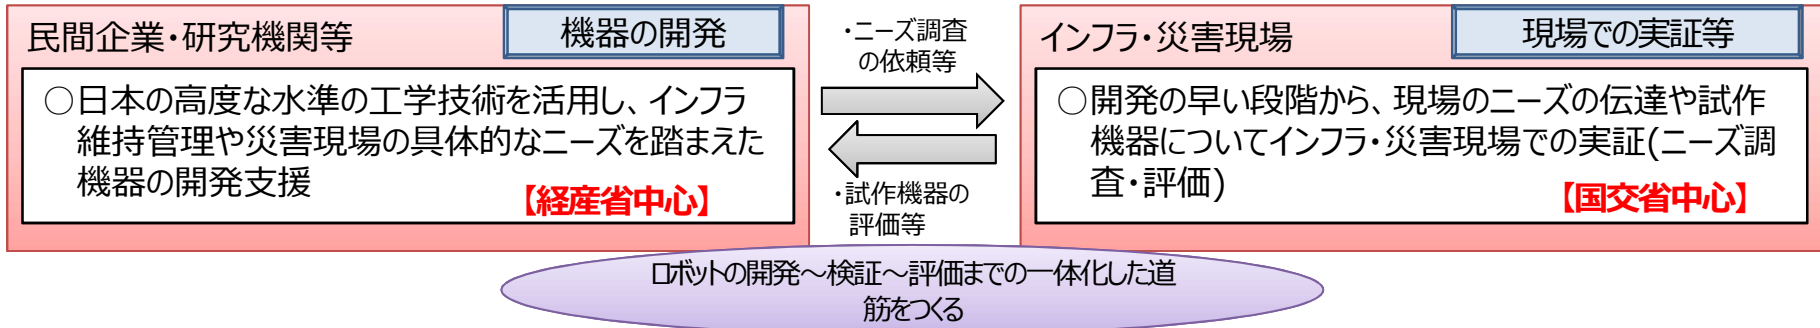 民間企業・研究機関等
機器の開発
○日本の高度な水準の工学技術を活用し、インフラ
維持管理や災害現場の具体的なニーズを踏まえた
機器の開発支援
【経産省中心】
・ニーズ調査
の依頼等
・試作機器の
評価等
インフラ・災害現場
現場での実証等
○開発の早い段階から、現場のニーズの伝達や試作
機器についてインフラ・災害現場での実証(ニーズ調
査・評価)
【国交省中心】
ロボットの開発～検証～評価までの一体化した道
筋をつくる